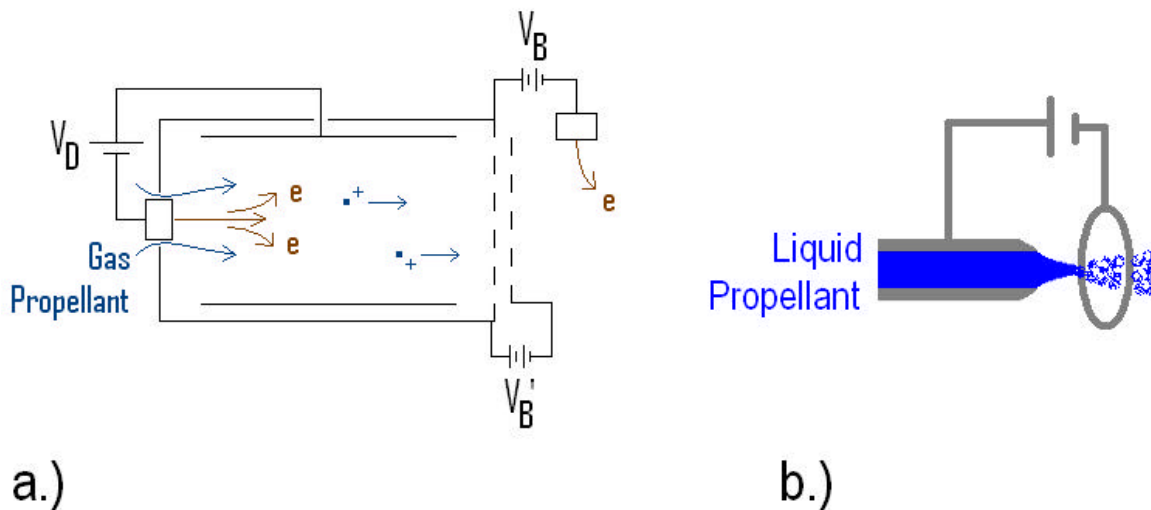 V_B
V_D
e
e
+
+
e
Gas
Propellant
V_B'
a.)
Liquid
Propellant
b.)